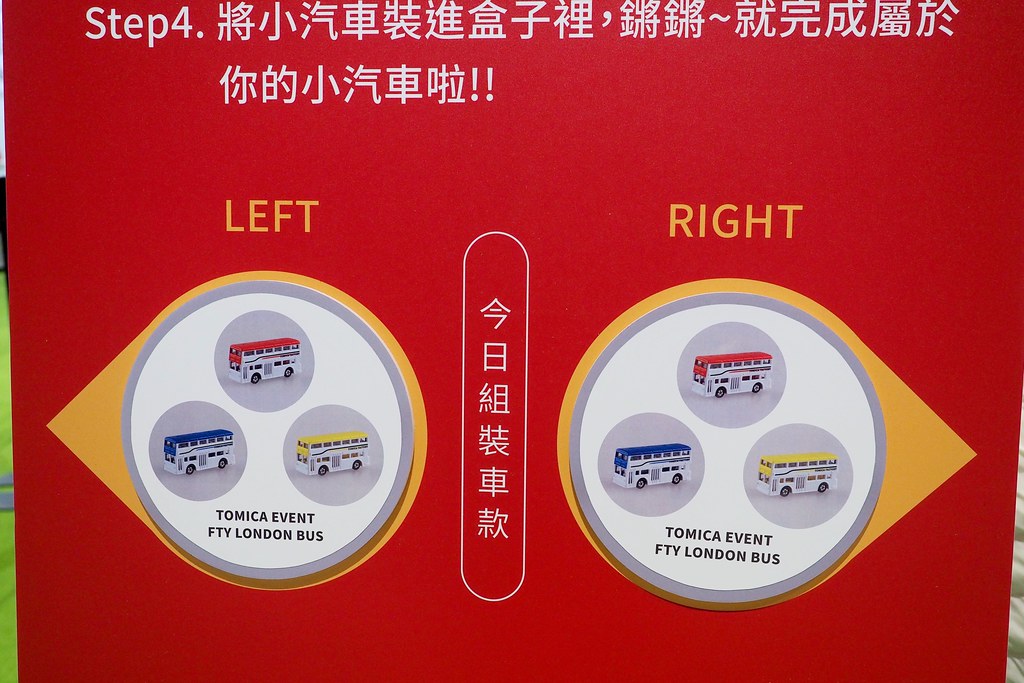 Step4. 將小汽車裝進盒子裡，鏘鏘~就完成屬於
你的小汽車啦!!
LEFT
RIGHT
今日組裝車款
TOMICA EVENT
FTY LONDON BUS
TOMICA EVENT
FTY LONDON BUS